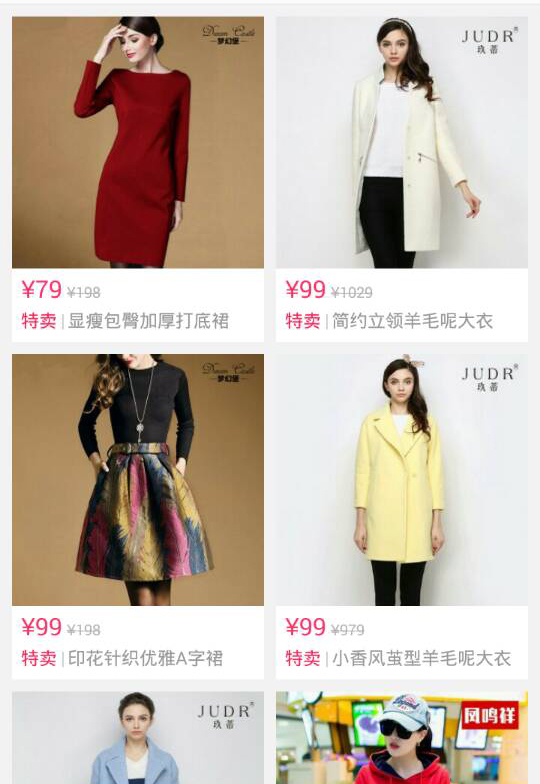 Dream Castle
梦幻堡
JUDR®
玖蒂
¥79 ¥198
特卖 | 显瘦包臀加厚打底裙
¥99 ¥1029
特卖 | 简约立领羊毛呢大衣
Dream Castle
梦幻堡
JUDR®
玖蒂
¥99 ¥198
特卖 | 印花针织优雅A字裙
¥99 ¥979
特卖 | 小香风茧型羊毛呢大衣
JUDR®
玖蒂
凤鸣祥